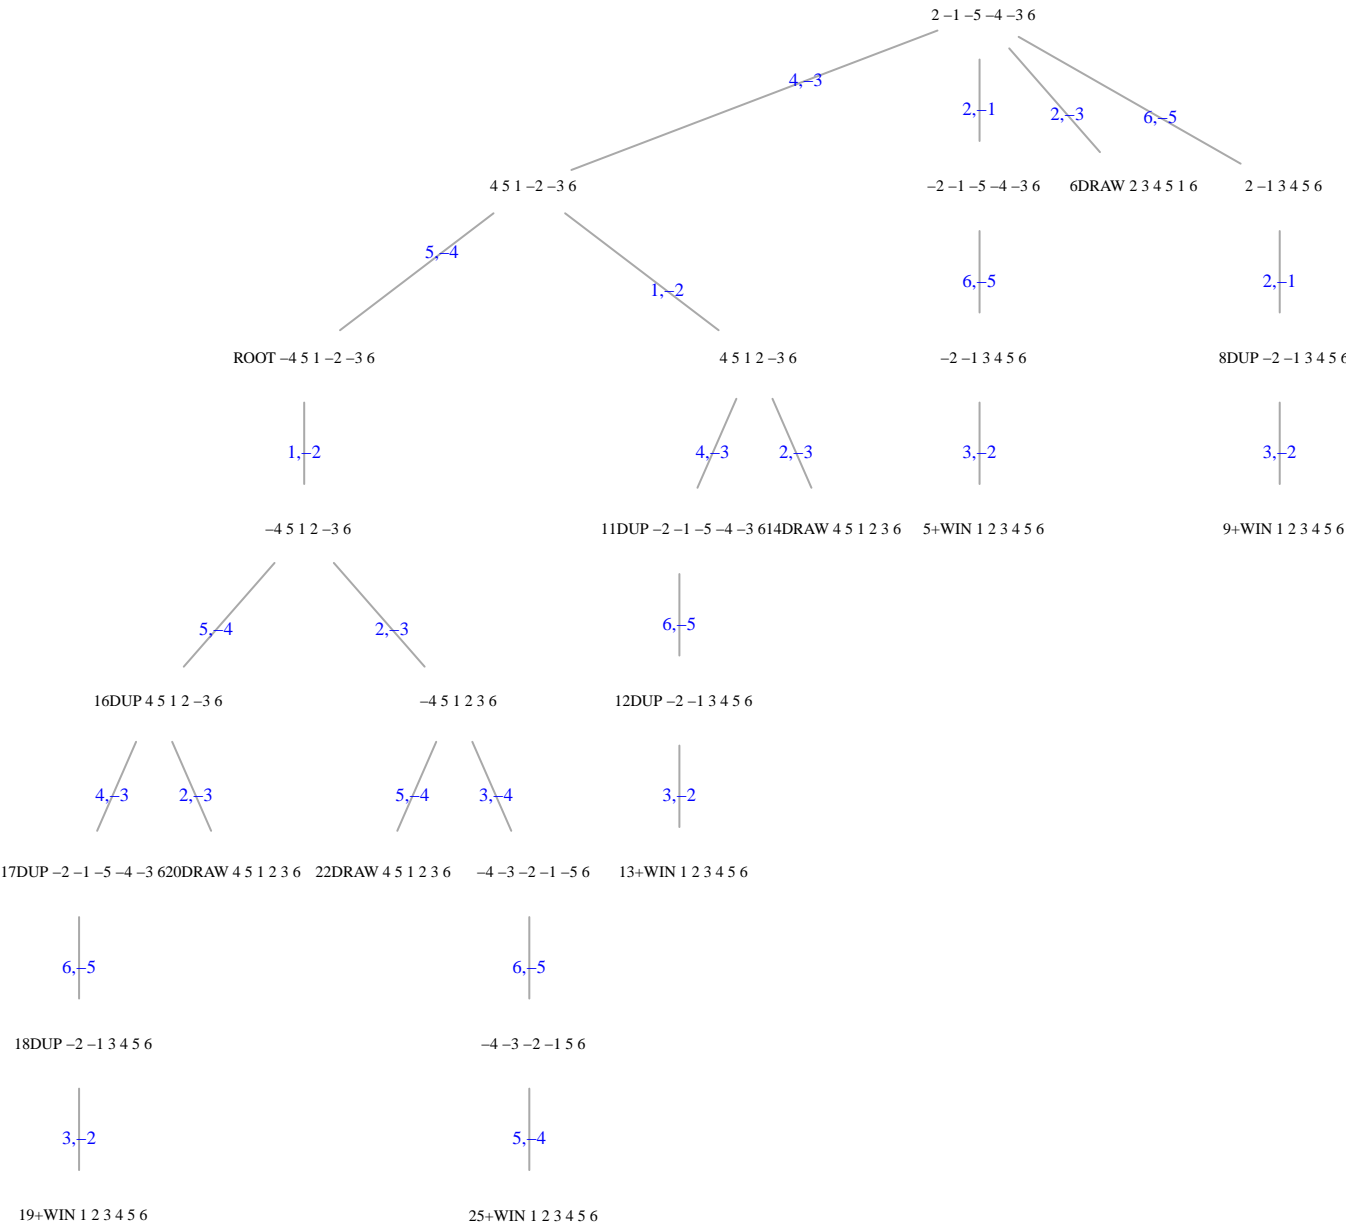 2 –1 –5 –4 –3 6
4,–3
2,–1
2,–3
6,–5
4 5 1 –2 –3 6
–2 –1 –5 –4 –3 6
6DRAW 2 3 4 5 1 6
2 –1 3 4 5 6
5,–4
1,–2
6,–5
2,–1
ROOT –4 5 1 –2 –3 6
4 5 1 2 –3 6
–2 –1 3 4 5 6
8DUP –2 –1 3 4 5 6
1,–2
4,–3
2,–3
3,–2
3,–2
–4 5 1 2 –3 6
11DUP –2 –1 –5 –4 –3 6
14DRAW 4 5 1 2 3 6
5+WIN 1 2 3 4 5 6
9+WIN 1 2 3 4 5 6
5,–4
2,–3
6,–5
16DUP 4 5 1 2 –3 6
–4 5 1 2 3 6
12DUP –2 –1 3 4 5 6
4,–3
2,–3
5,–4
3,–4
3,–2
17DUP –2 –1 –5 –4 –3 6
20DRAW 4 5 1 2 3 6
22DRAW 4 5 1 2 3 6
–4 –3 –2 –1 –5 6
13+WIN 1 2 3 4 5 6
6,–5
6,–5
18DUP –2 –1 3 4 5 6
–4 –3 –2 –1 5 6
3,–2
5,–4
19+WIN 1 2 3 4 5 6
25+WIN 1 2 3 4 5 6